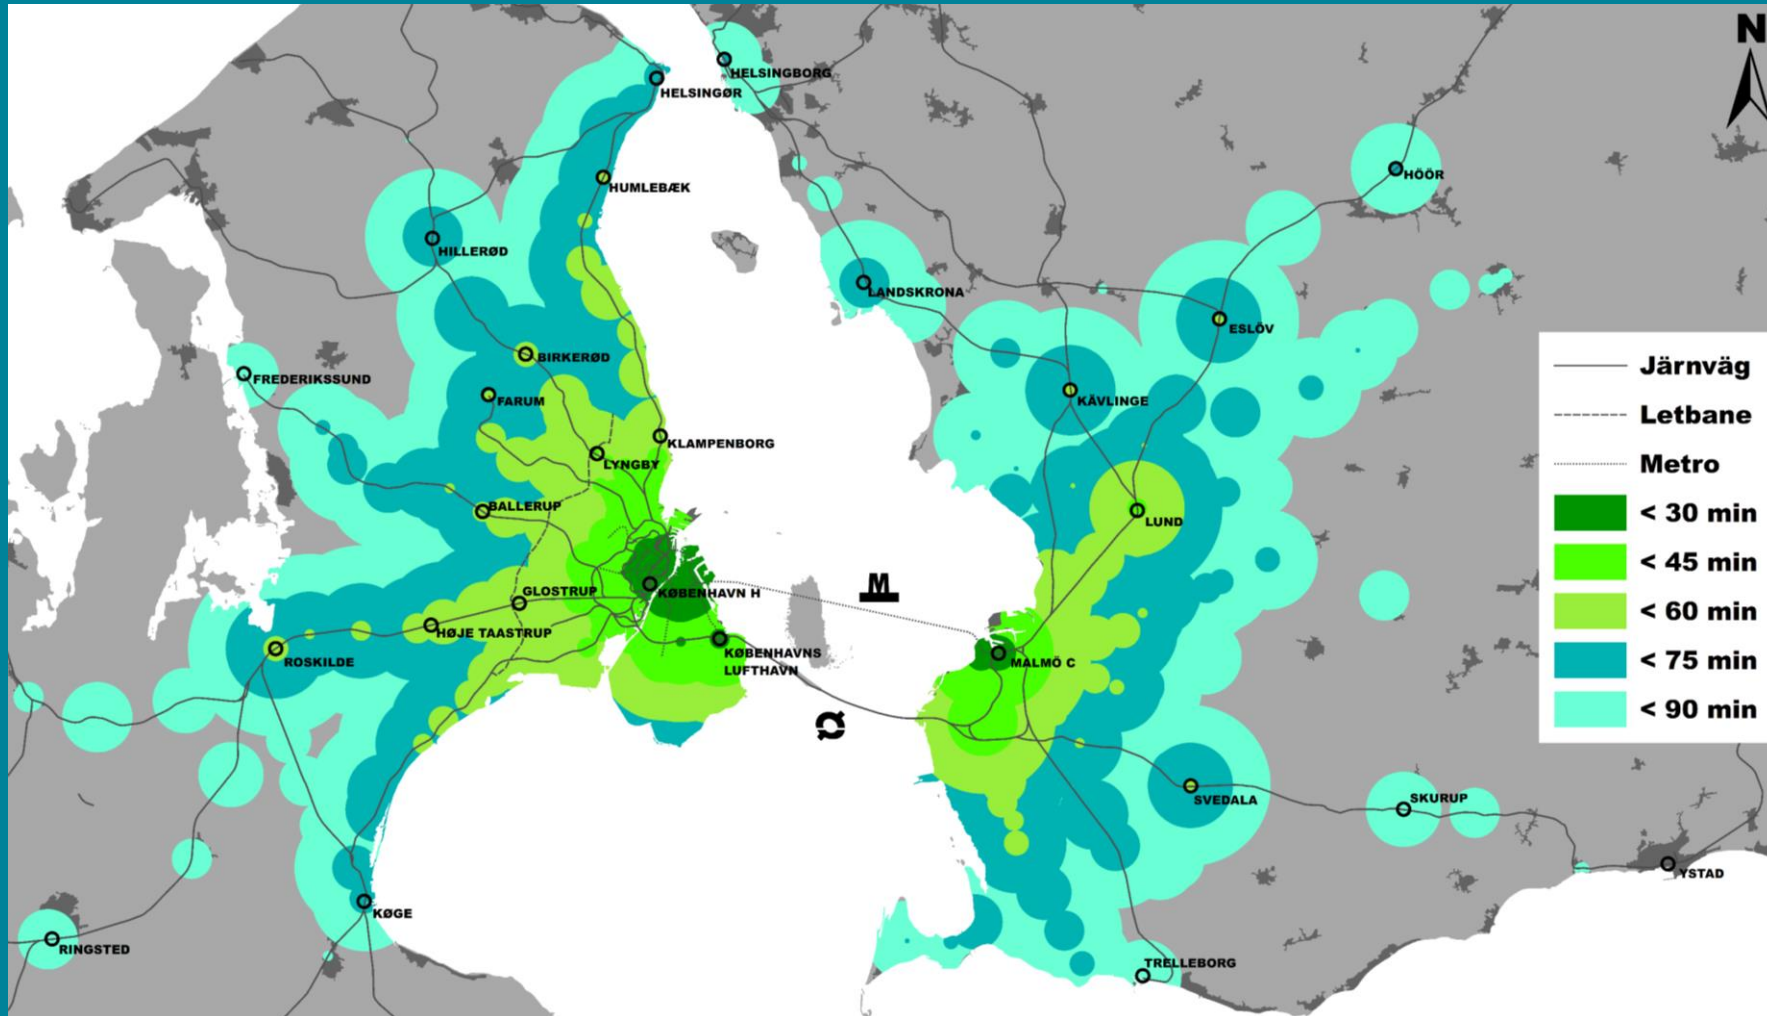 N
HELSINGBORG
HELSINGØR
HÖÖR
HUMLEBÆK
HILLERØD
LANDSKRONA
ESLÖV
BIRKERØD
FREDERIKSSUND
FARUM
KÄVLINGE
KLAMPENBORG
LYNGBY
BALLERUP
LUND
GLOSTRUP
KØBENHAVN H
M
HØJE TAASTRUP
KØBENHAVNS
LUFTHAVN
ROSKILDE
MALMÖ C
SVEDALA
SKURUP
YSTAD
KØGE
RINGSTED
TRELLEBORG
Järnväg
Letbane
Metro
< 30 min
< 45 min
< 60 min
< 75 min
< 90 min